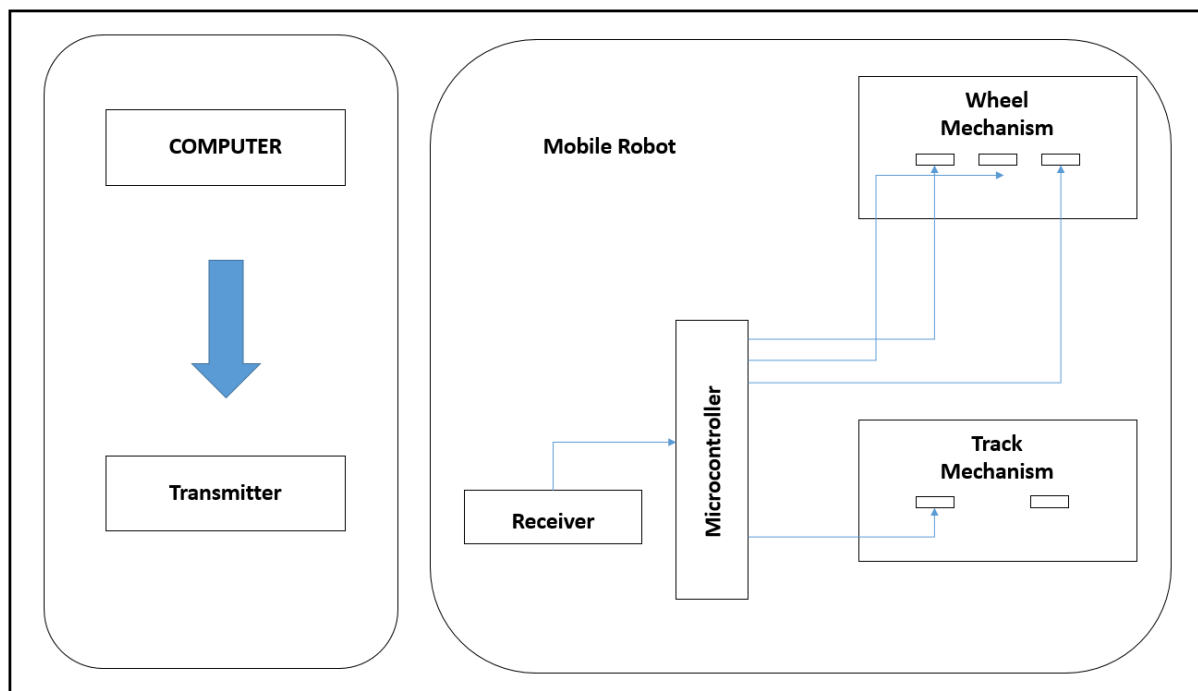 COMPUTER
Transmitter
Mobile Robot
Wheel
Mechanism
Microcontroller
Receiver
Track
Mechanism